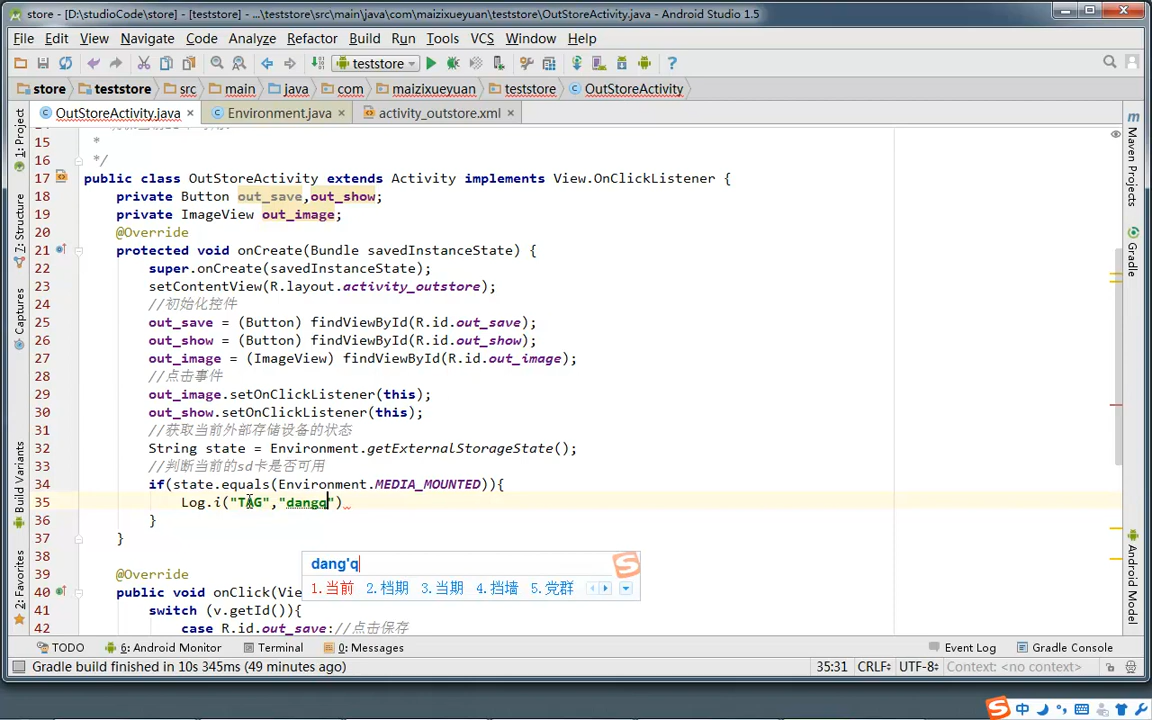 store - [D:\studioCode\store] - [teststore] - ...\teststore\src\main\java\com\maizixueyuan\teststore\OutStoreActivity.java - Android Studio 1.5
File Edit View Navigate Code Analyze Refactor Build Run Tools VCS Window Help
teststore
store teststore src main java com maizixueyuan teststore OutStoreActivity
OutStoreActivity.java Environment.java activity_outstore.xml
15 *
16 */
17 public class OutStoreActivity extends Activity implements View.OnClickListener {
18 private Button out_save,out_show;
19 private ImageView out_image;
20 @Override
21 protected void onCreate(Bundle savedInstanceState) {
22 super.onCreate(savedInstanceState);
23 setContentView(R.layout.activity_outstore);
24 //初始化控件
25 out_save = (Button) findViewById(R.id.out_save);
26 out_show = (Button) findViewById(R.id.out_show);
27 out_image = (ImageView) findViewById(R.id.out_image);
28 //点击事件
29 out_image.setOnClickListener(this);
30 out_show.setOnClickListener(this);
31 //获取当前外部存储设备的状态
32 String state = Environment.getExternalStorageState();
33 //判断当前的sd卡是否可用
34 if(state.equals(Environment.MEDIA_MOUNTED)){
35 Log.i("TAG","dangq")
36 }
37 }
38
dang'q
39 @Override
1.当前 2.档期 3.当期 4.挡墙 5.党群
40 public void onClick(Vie
41 switch (v.getId()){
42 case R.id.out_save://点击保存
1: Project
7: Structure
Captures
Build Variants
2: Favorites
Maven Projects
Gradle
Android Model
TODO 6: Android Monitor Terminal 0: Messages Event Log Gradle Console
Gradle build finished in 10s 345ms (49 minutes ago) 35:31 CRLF UTF-8 Context: <no context>
中